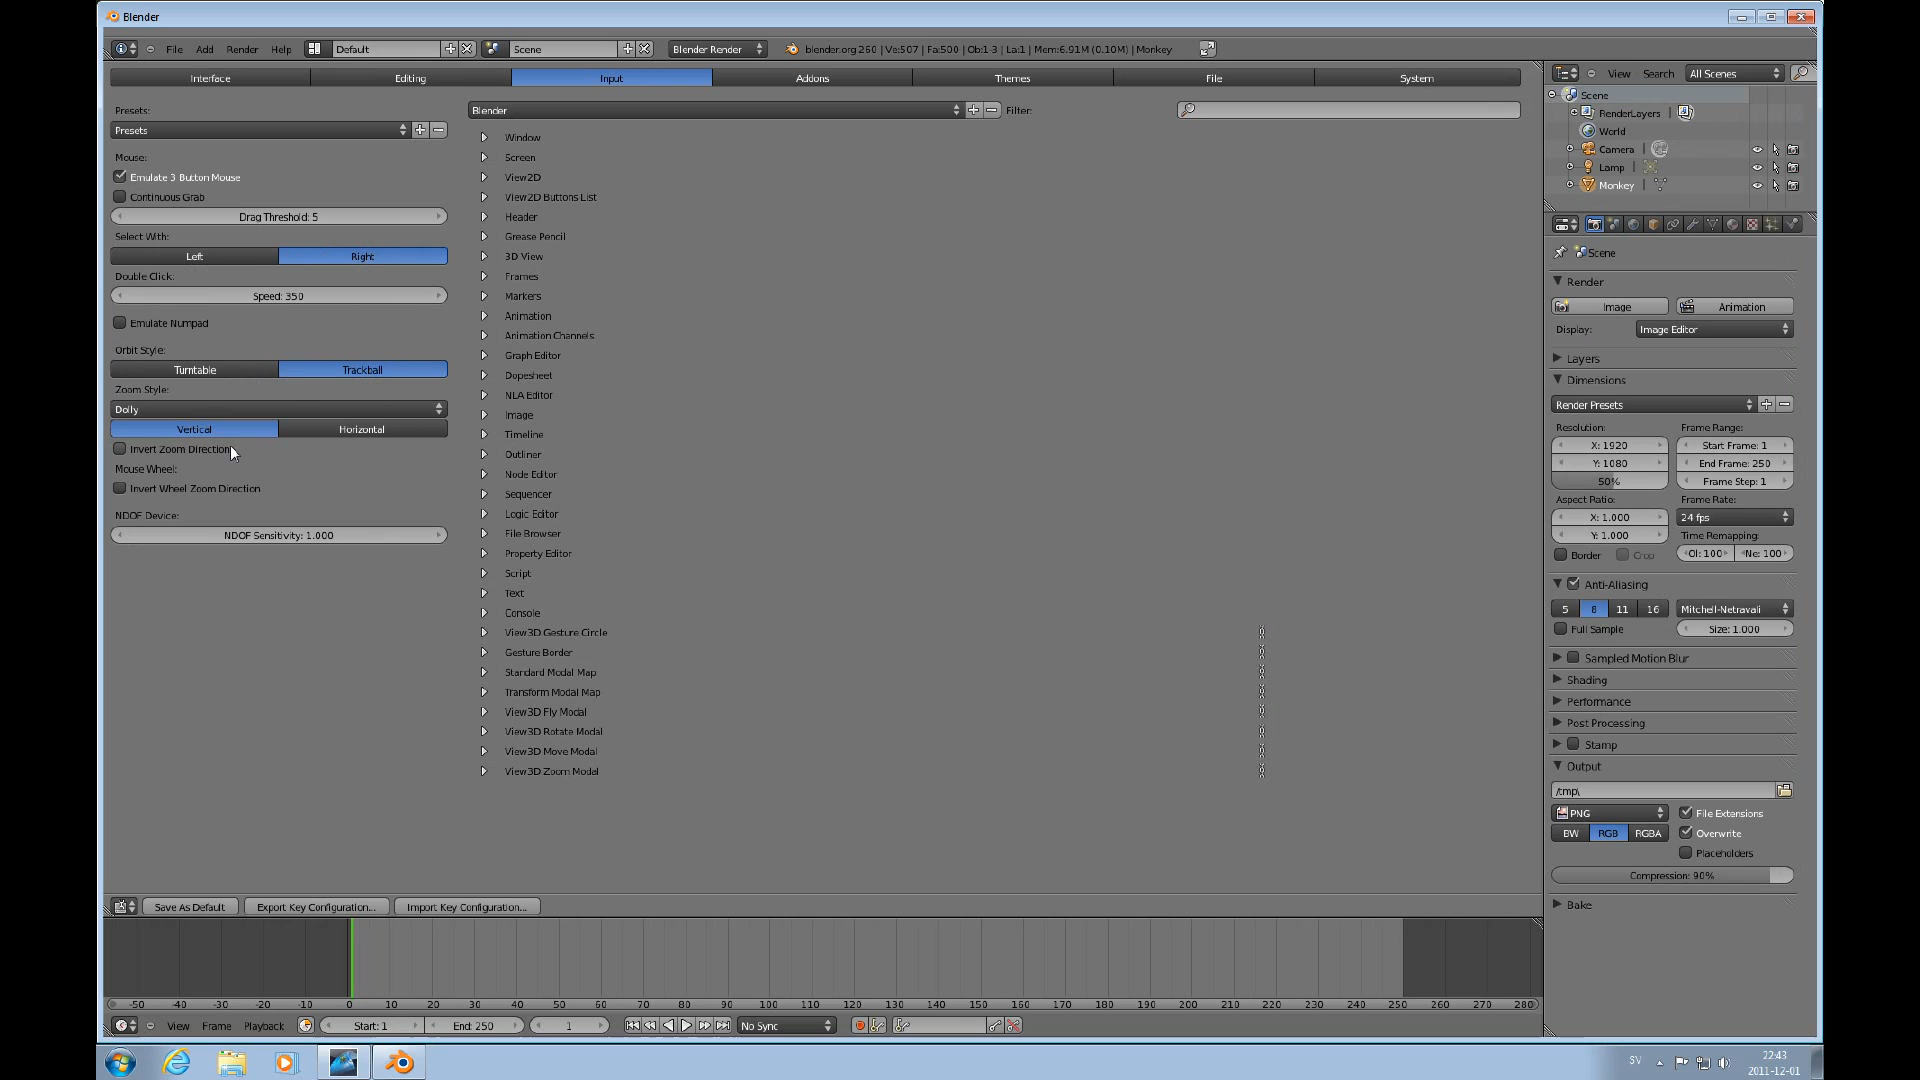 Blender
File Add Render Help Default Scene Blender Render blender.org 260 | Ve:507 | Fa:500 | Ob:1-3 | La:1 | Mem:6.91M (0.10M) | Monkey
Interface Editing Input Addons Themes File System
View Search All Scenes
Presets:
Presets
Blender
Filter:
Mouse:
Emulate 3 Button Mouse
Continuous Grab
Drag Threshold: 5
Select With:
Left Right
Double Click:
Speed: 350
Emulate Numpad
Orbit Style:
Turntable Trackball
Zoom Style:
Dolly
Vertical Horizontal
Invert Zoom Direction
Mouse Wheel:
Invert Wheel Zoom Direction
NDOF Device:
NDOF Sensitivity: 1.000
Window
Screen
View2D
View2D Buttons List
Header
Grease Pencil
3D View
Frames
Markers
Animation
Animation Channels
Graph Editor
Dopesheet
NLA Editor
Image
Timeline
Outliner
Node Editor
Sequencer
Logic Editor
File Browser
Property Editor
Script
Text
Console
View3D Gesture Circle
Gesture Border
Standard Modal Map
Transform Modal Map
View3D Fly Modal
View3D Rotate Modal
View3D Move Modal
View3D Zoom Modal
Scene
RenderLayers
World
Camera
Lamp
Monkey
Scene
Render
Image Animation
Display: Image Editor
Layers
Dimensions
Render Presets
Resolution: Frame Range:
X: 1920 Start Frame: 1
Y: 1080 End Frame: 250
50% Frame Step: 1
Aspect Ratio: Frame Rate:
X: 1.000 24 fps
Y: 1.000 Time Remapping:
Border Crop Ol: 100 Ne: 100
Anti-Aliasing
5 8 11 16 Mitchell-Netravali
Full Sample Size: 1.000
Sampled Motion Blur
Shading
Performance
Post Processing
Stamp
Output
/tmp\
PNG File Extensions
BW RGB RGBA Overwrite
Placeholders
Compression: 90%
Bake
Save As Default Export Key Configuration... Import Key Configuration...
-50 -40 -30 -20 -10 0 10 20 30 40 50 60 70 80 90 100 110 120 130 140 150 160 170 180 190 200 210 220 230 240 250 260 270 280
View Frame Playback Start: 1 End: 250 1 No Sync
SV 22:43
2011-12-01